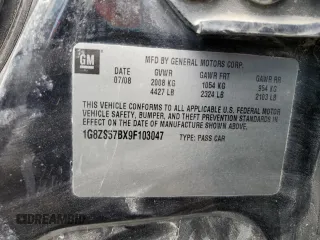 GM
MFD BY GENERAL MOTORS CORP.
DATE GVWR GAWR FRT GAWR RR
07/08 2008 KG 1054 KG 954 KG
4427 LB 2324 LB 2103 LB
THIS VEHICLE CONFORMS TO ALL APPLICABLE U.S. FEDERAL MOTOR
VEHICLE SAFETY, BUMPER, AND THEFT PREVENTION STANDARDS
IN EFFECT ON THE DATE OF MANUFACTURE SHOWN ABOVE.
1G8ZS57BX9F103047 TYPE: PASS CAR
DREAMBID